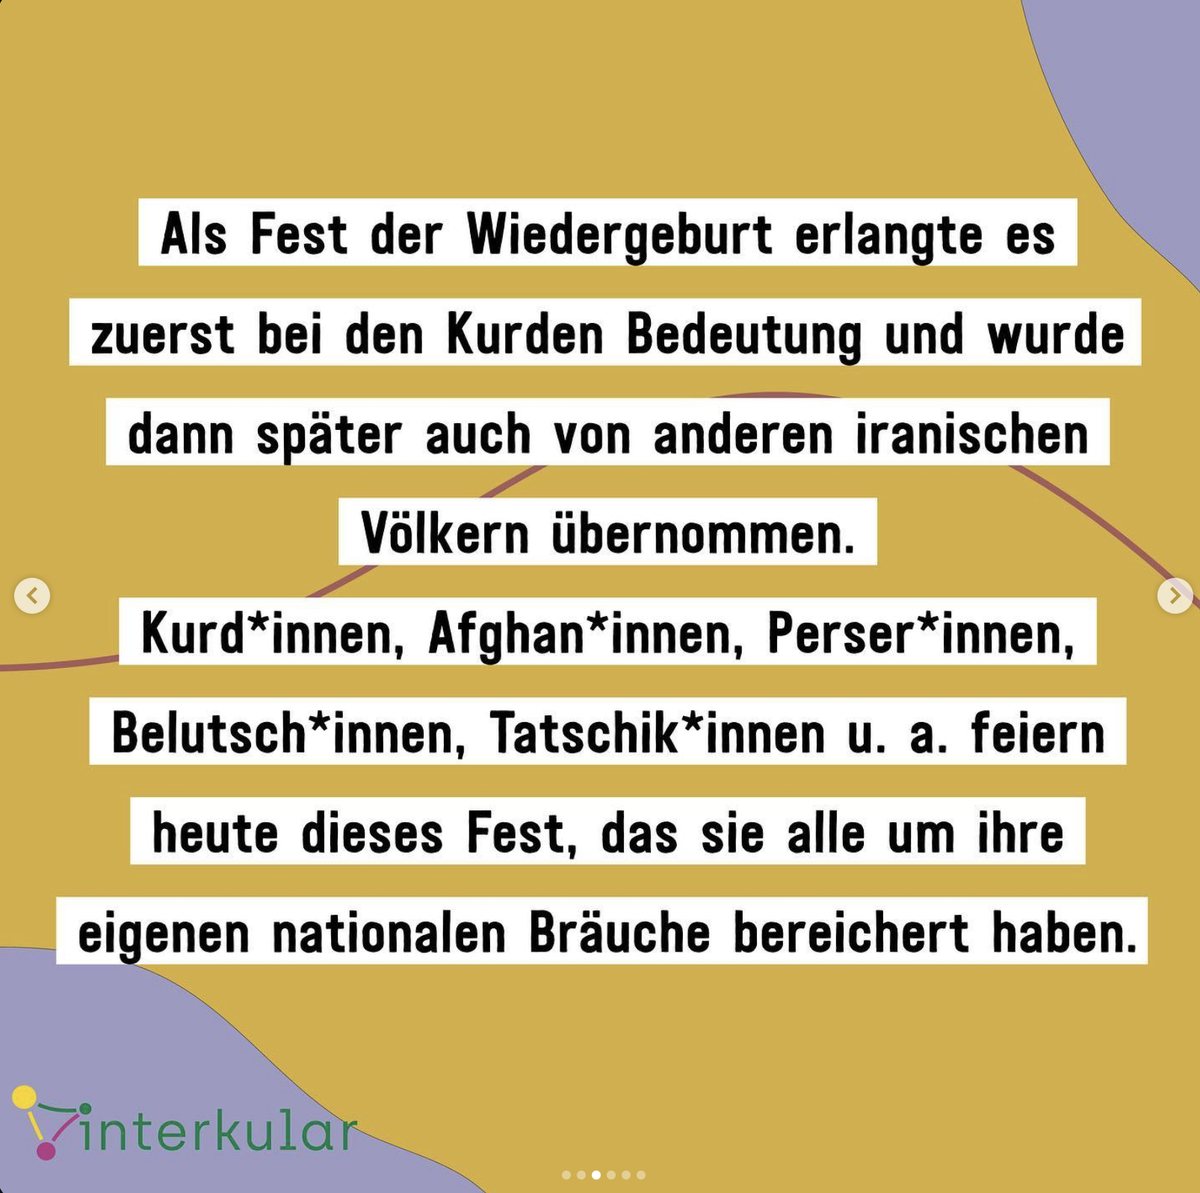 Als Fest der Wiedergeburt erlangte es
zuerst bei den Kurden Bedeutung und wurde
dann später auch von anderen iranischen
Völkern übernommen.
Kurd*innen, Afghan*innen, Perser*innen,
Belutsch*innen, Tatschik*innen u. a. feiern
heute dieses Fest, das sie alle um ihre
eigenen nationalen Bräuche bereichert haben.
interkular